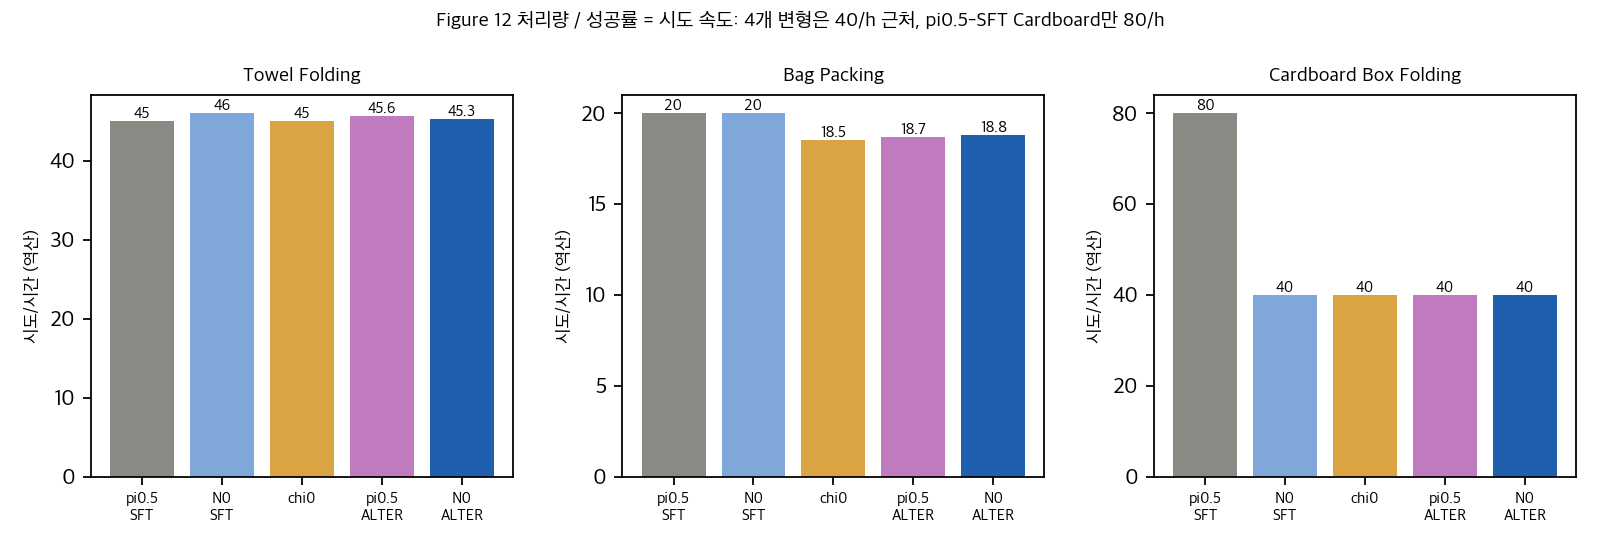 Figure 12 처리량 / 성공률 = 시도 속도: 4개 변형은 40/h 근처, pi0.5-SFT Cardboard만 80/h
Towel Folding
시도/시간 (역산)
40
30
20
10
0
45
46
45
45.6
45.3
pi0.5
SFT
N0
SFT
chi0
pi0.5
ALTER
N0
ALTER
Bag Packing
시도/시간 (역산)
20
15
10
5
0
20
20
18.5
18.7
18.8
pi0.5
SFT
N0
SFT
chi0
pi0.5
ALTER
N0
ALTER
Cardboard Box Folding
시도/시간 (역산)
80
60
40
20
0
80
40
40
40
40
pi0.5
SFT
N0
SFT
chi0
pi0.5
ALTER
N0
ALTER